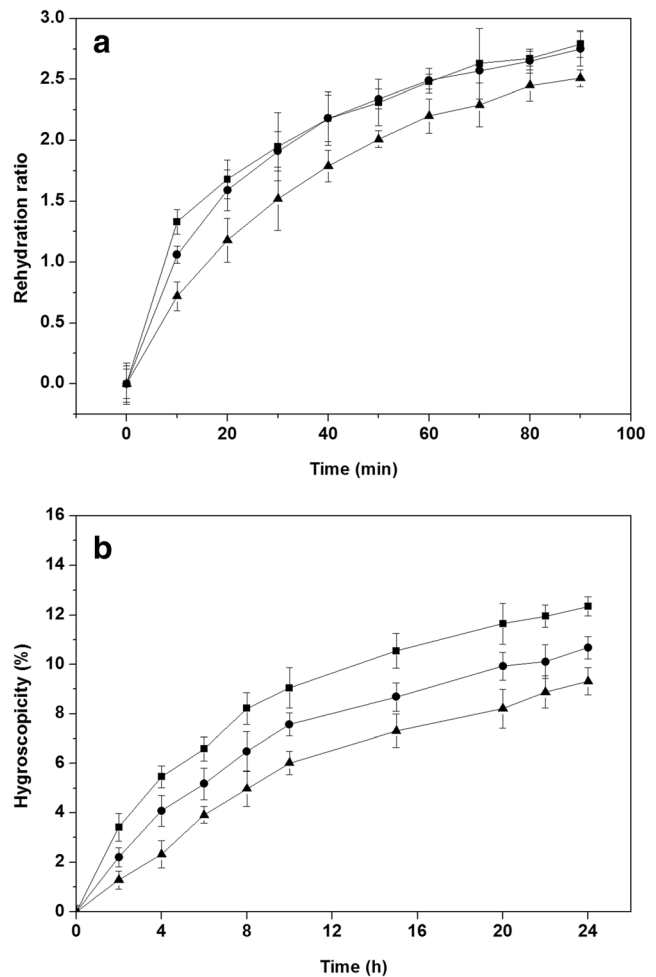 a
3.0
2.5
2.0
1.5
1.0
0.5
0.0
Rehydration ratio
0 20 40 60 80 100
Time (min)
b
16
14
12
10
8
6
4
2
0
Hygroscopicity (%)
0 4 8 12 16 20 24
Time (h)